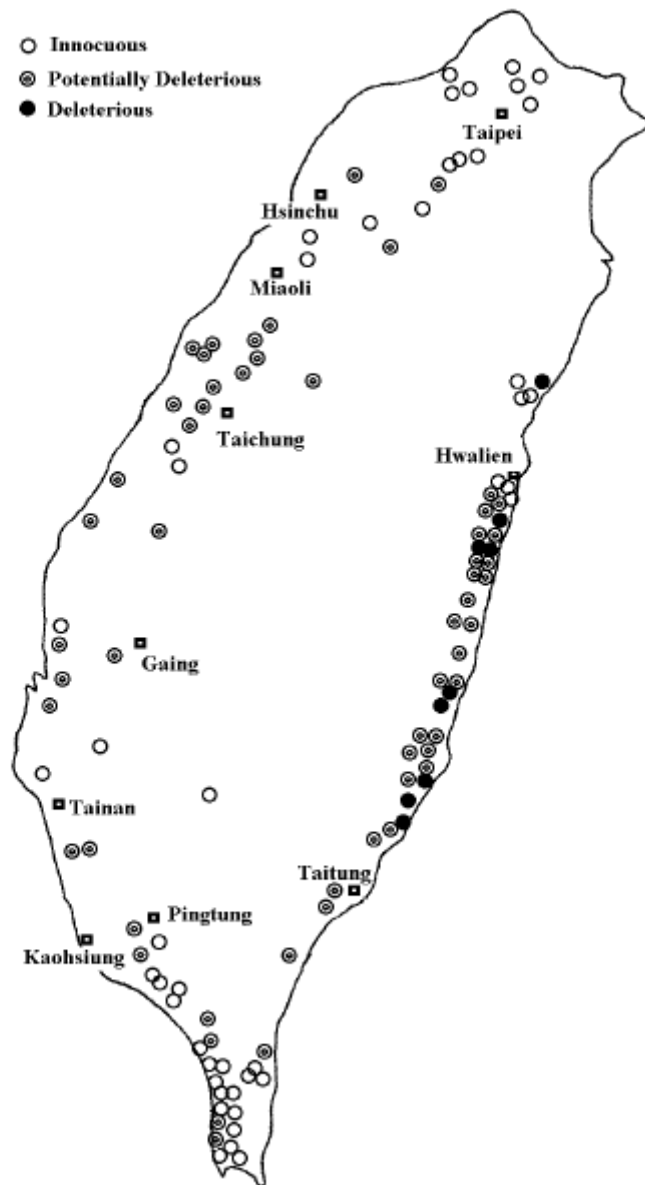 Innocuous
Potentially Deleterious
Deleterious
Taipei
Hsinchu
Miaoli
Taichung
Hwalien
Gaing
Tainan
Taitung
Pingtung
Kaohsiung